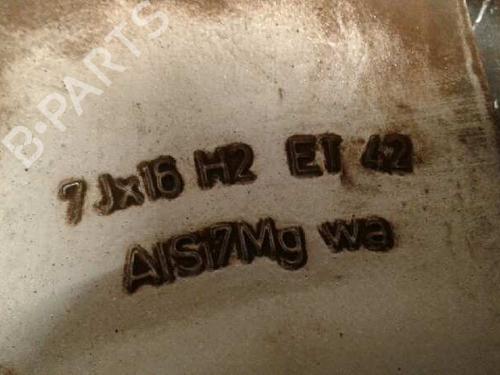 B-PARTS
7 Jx16 H2 ET 42
AlSi7Mg wa